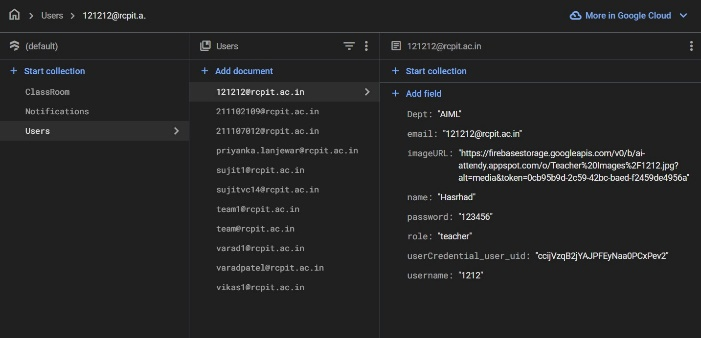 Users
121212@rcpit.a.
More in Google Cloud
(default)
Users
121212@rcpit.ac.in
+ Start collection
+ Add document
+ Start collection
ClassRoom
Notifications
Users
121212@rcpit.ac.in
211102109@rcpit.ac.in
211107012@rcpit.ac.in
priyanka.lanjewar@rcpit.ac.in
sujit1@rcpit.ac.in
sujitvc14@rcpit.ac.in
team1@rcpit.ac.in
team@rcpit.ac.in
varad1@rcpit.ac.in
varadpatel@rcpit.ac.in
vikas1@rcpit.ac.in
+ Add field
Dept: "AIML"
email: "121212@rcpit.ac.in"
imageURL: "https://firebasestorage.googleapis.com/v0/b/ai-
attendy.appspot.com/o/Teacher%20Images%2F1212.jpg?
alt=media&token=0cb95b9d-2c59-42bc-baed-f2459de4956a"
name: "Hasrhad"
password: "123456"
role: "teacher"
userCredential_user_uid: "ccijVzqB2jYAJPFEyNaa0PCxPev2"
username: "1212"